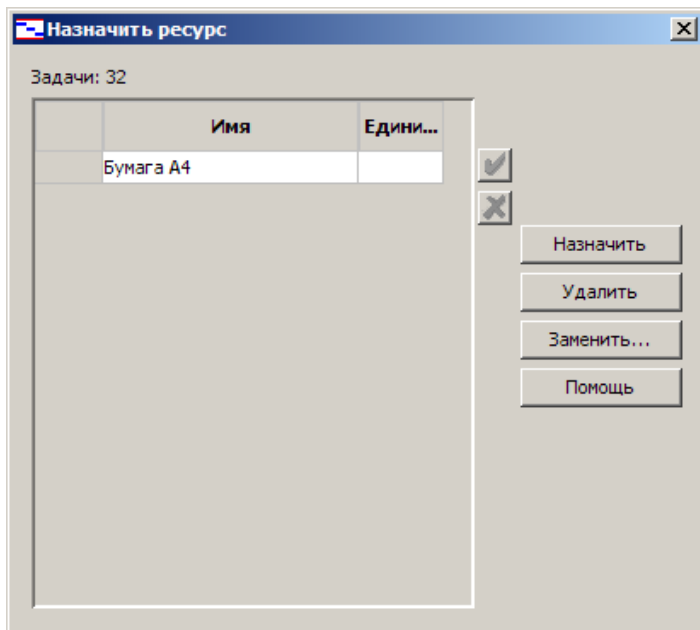 Назначить ресурс
Задачи: 32
Имя Едини...
Бумага А4
Назначить
Удалить
Заменить...
Помощь